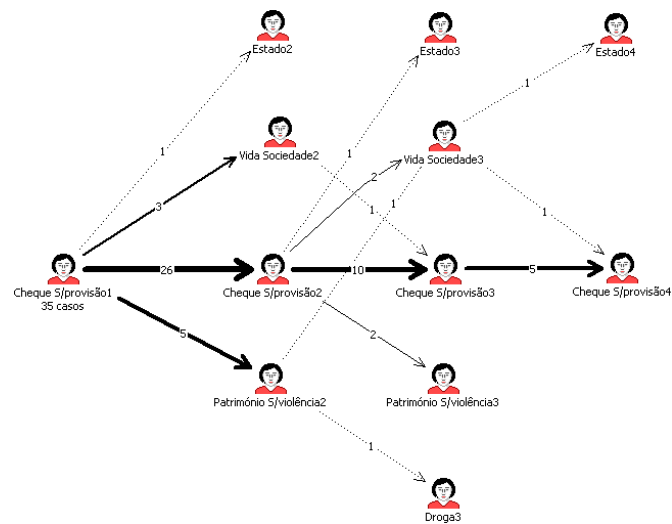 Estado2
Estado3
Estado4
1
1
1
Vida Sociedade2
Vida Sociedade3
3
2
1
1
1
26
10
5
Cheque S/provisão1
35 casos
Cheque S/provisão2
Cheque S/provisão3
Cheque S/provisão4
5
2
Património S/violência2
Património S/violência3
1
Droga3